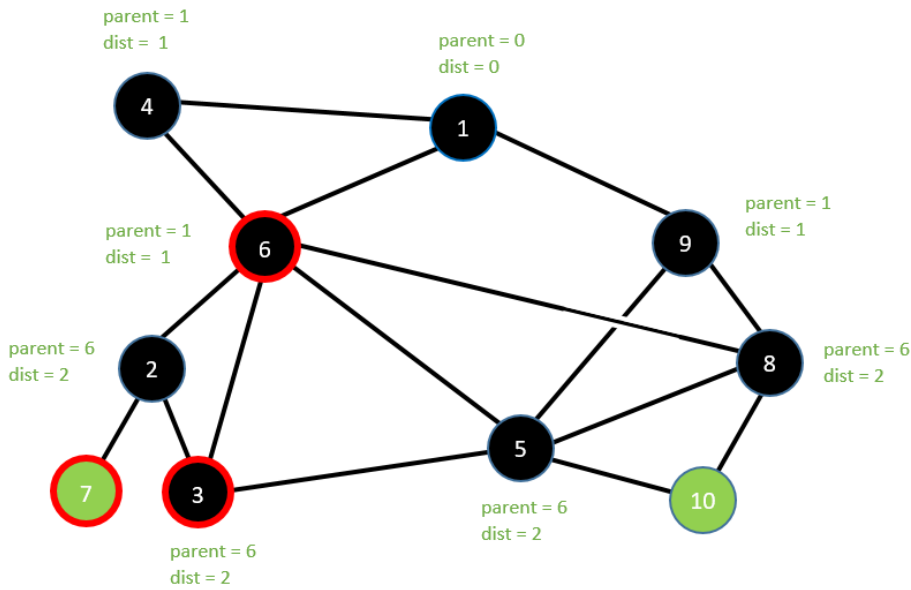 parent = 1
dist =  1
parent = 0
dist = 0
4
1
parent = 1
dist = 1
parent = 1
dist =  1
6
9
parent = 6
dist = 2
2
8
parent = 6
dist = 2
5
7
3
10
parent = 6
dist = 2
parent = 6
dist = 2